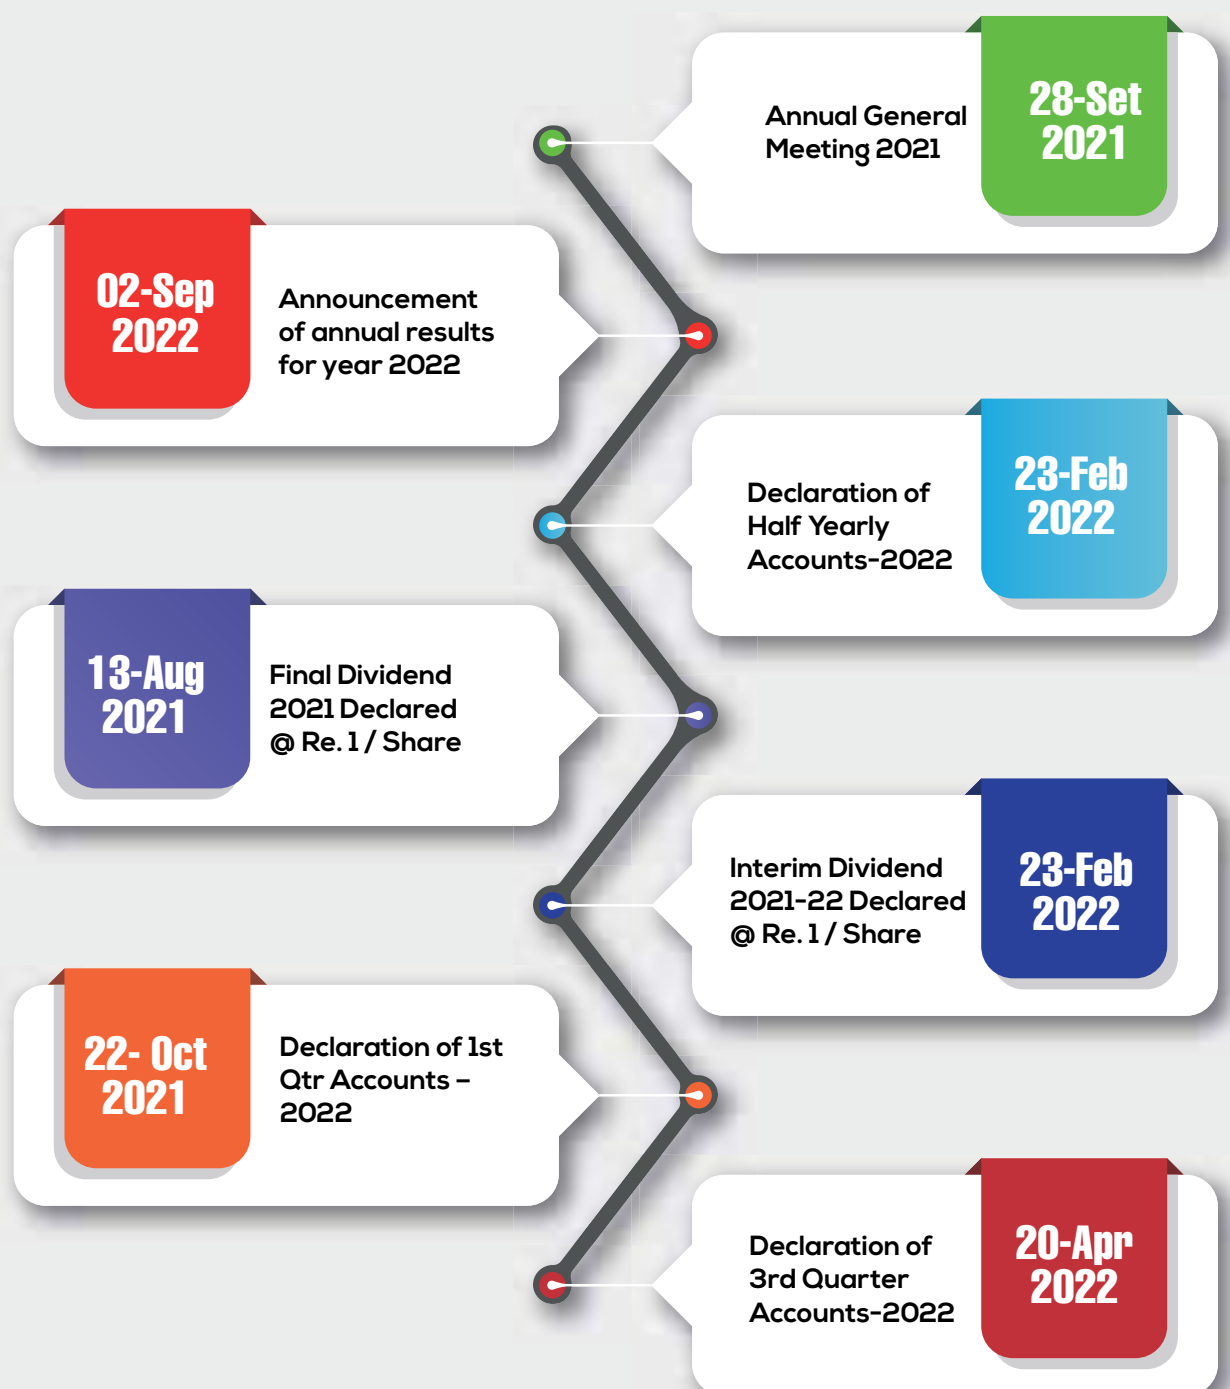 Annual General
Meeting 2021
28-Set
2021
02-Sep
2022
Announcement
of annual results
for year 2022
Declaration of
Half Yearly
Accounts-2022
23-Feb
2022
13-Aug
2021
Final Dividend
2021 Declared
@ Re. 1 / Share
Interim Dividend
2021-22 Declared
@ Re. 1 / Share
23-Feb
2022
22- Oct
2021
Declaration of 1st
Qtr Accounts –
2022
Declaration of
3rd Quarter
Accounts-2022
20-Apr
2022